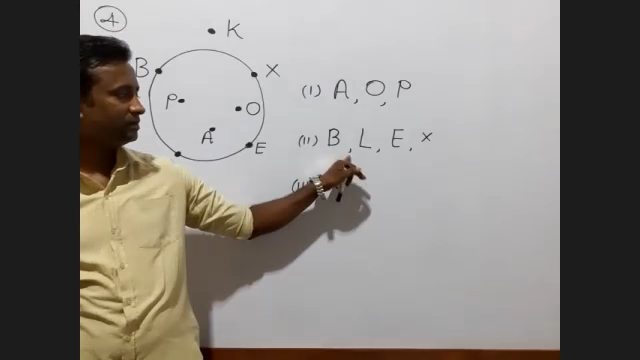 4
K
B
X
P
O
A
E
(I) A, O, P
(II) B, L, E, X